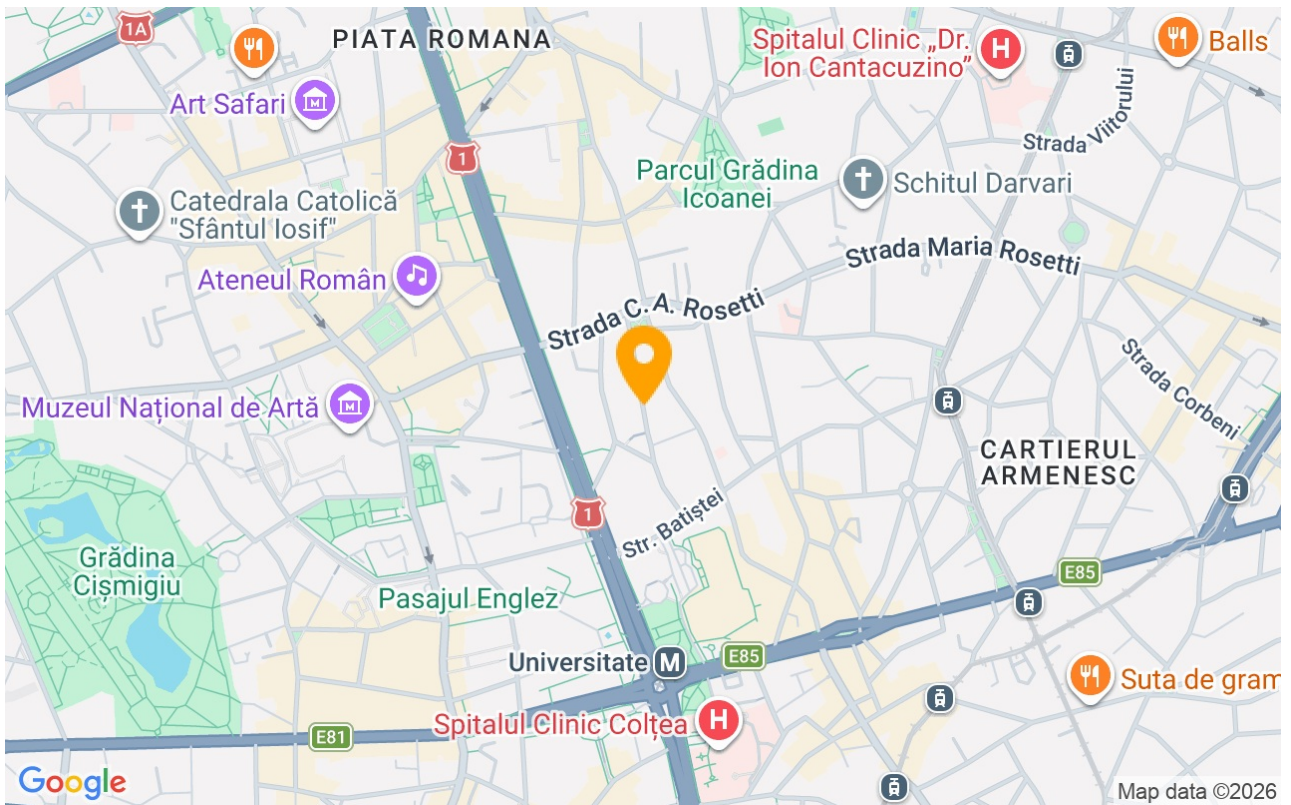 1A
PIATA ROMANA
Spitalul Clinic „Dr.
Ion Cantacuzino”
H
Balls
Art Safari
M
Strada Viitorului
1
Parcul Grădina
Icoanei
Schitul Darvari
Catedrala Catolică
"Sfântul Iosif"
Strada Maria Rosetti
Ateneul Român
Strada C. A. Rosetti
Strada Corbeni
Muzeul Național de Artă
M
CARTIERUL
ARMENESC
1
Str. Batiștei
Grădina
Cișmigiu
E85
Pasajul Englez
Universitate
M
E85
Suta de gram
Spitalul Clinic Colțea
H
E81
Google
Map data ©2026